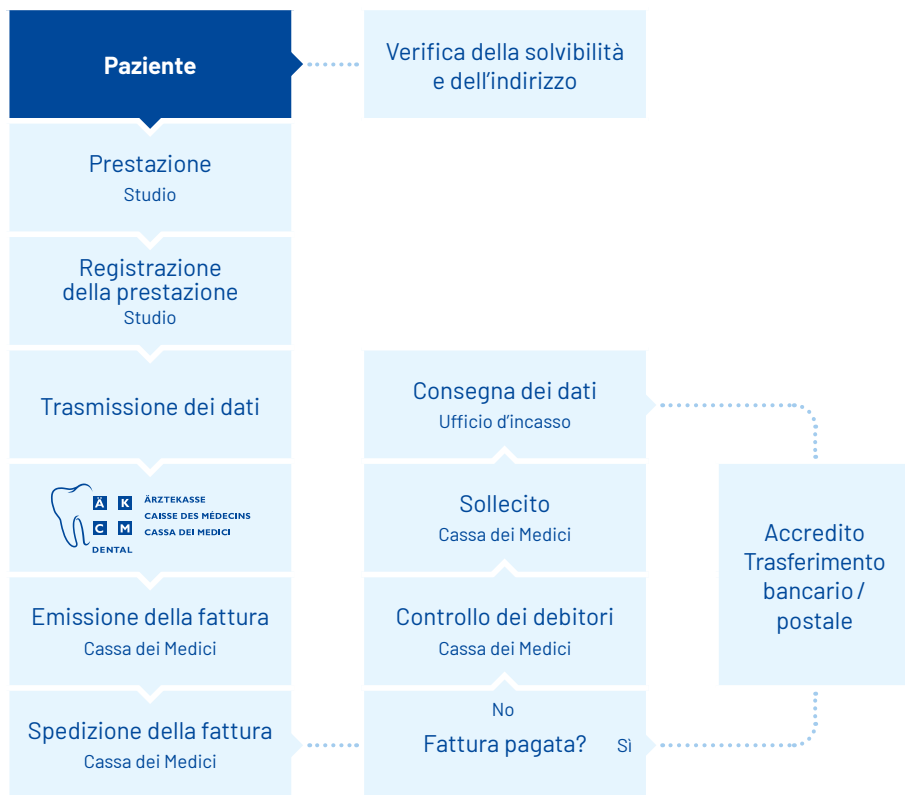 Paziente
Verifica della solvibilità
e dell'indirizzo
Prestazione
Studio
Registrazione
della prestazione
Studio
Trasmissione dei dati
Ä K
C M
DENTAL
ÄRZTEKASSE
CAISSE DES MÉDECINS
CASSA DEI MEDICI
Emissione della fattura
Cassa dei Medici
Spedizione della fattura
Cassa dei Medici
Consegna dei dati
Ufficio d'incasso
Sollecito
Cassa dei Medici
Controllo dei debitori
Cassa dei Medici
No
Fattura pagata? Sì
Accredito
Trasferimento
bancario /
postale